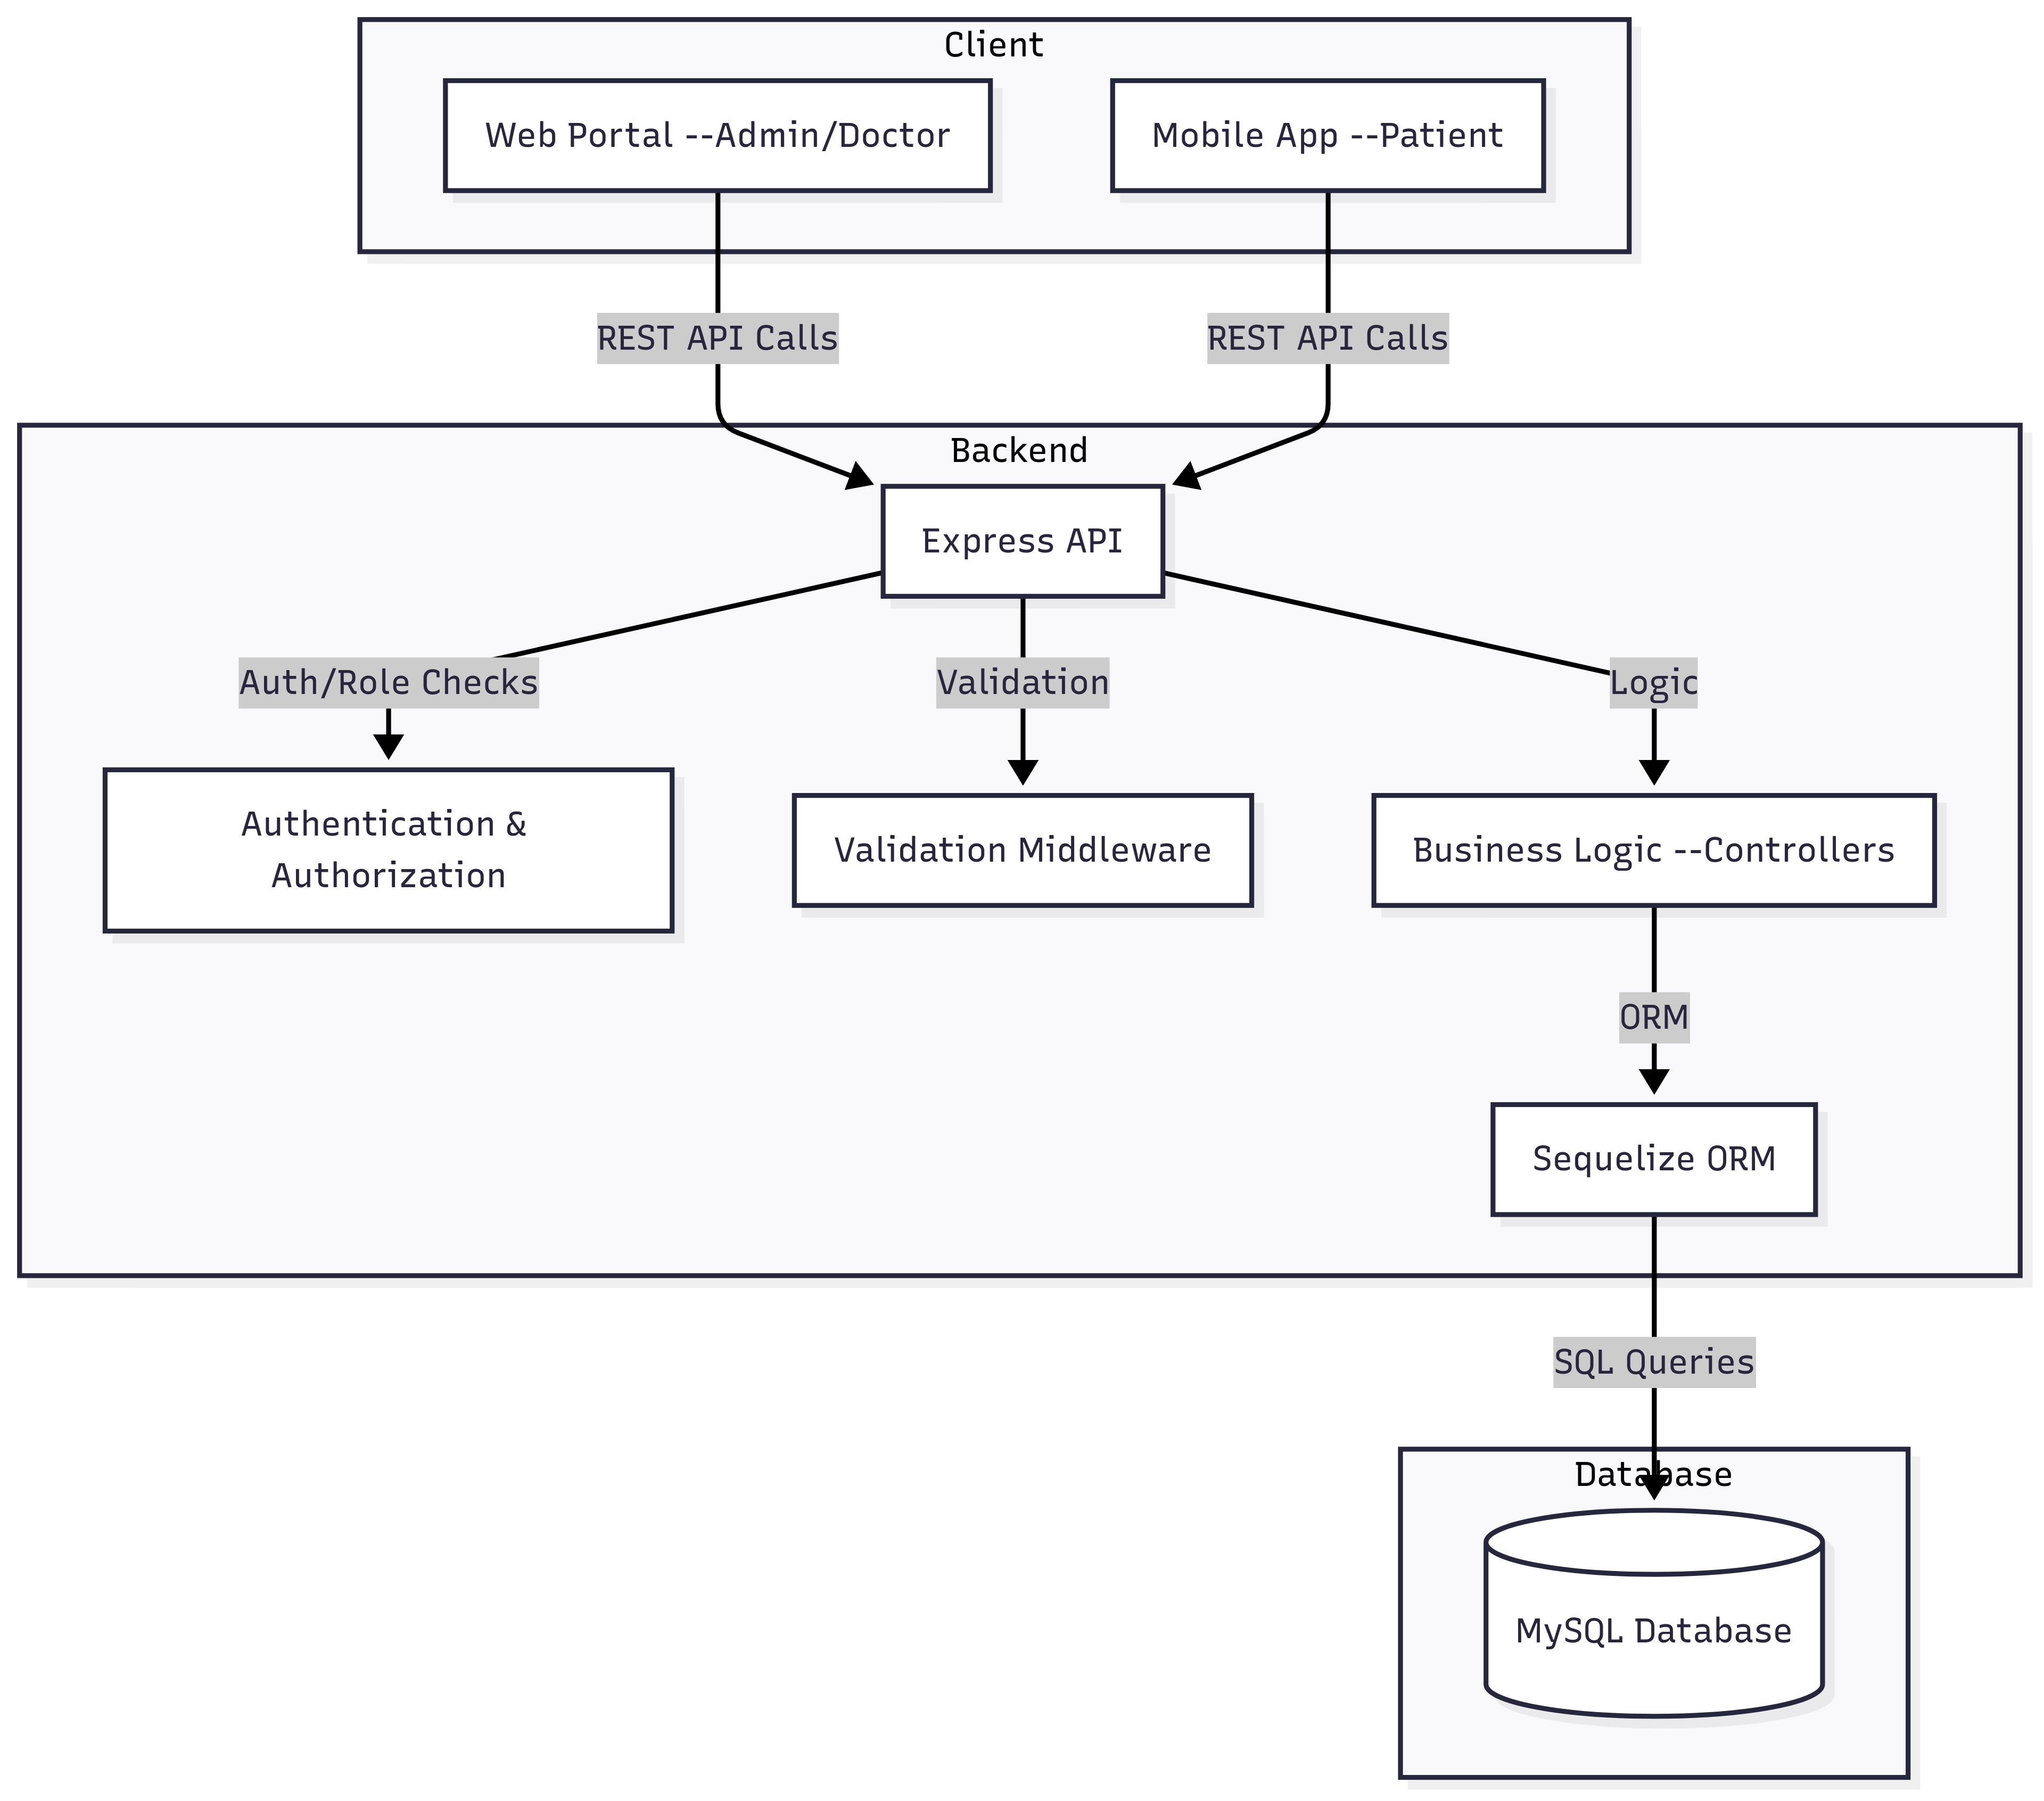 Client
Web Portal --Admin/Doctor
Mobile App --Patient
REST API Calls
REST API Calls
Backend
Express API
Auth/Role Checks
Validation
Logic
Authentication &
Authorization
Validation Middleware
Business Logic --Controllers
ORM
Sequelize ORM
SQL Queries
Database
MySQL Database